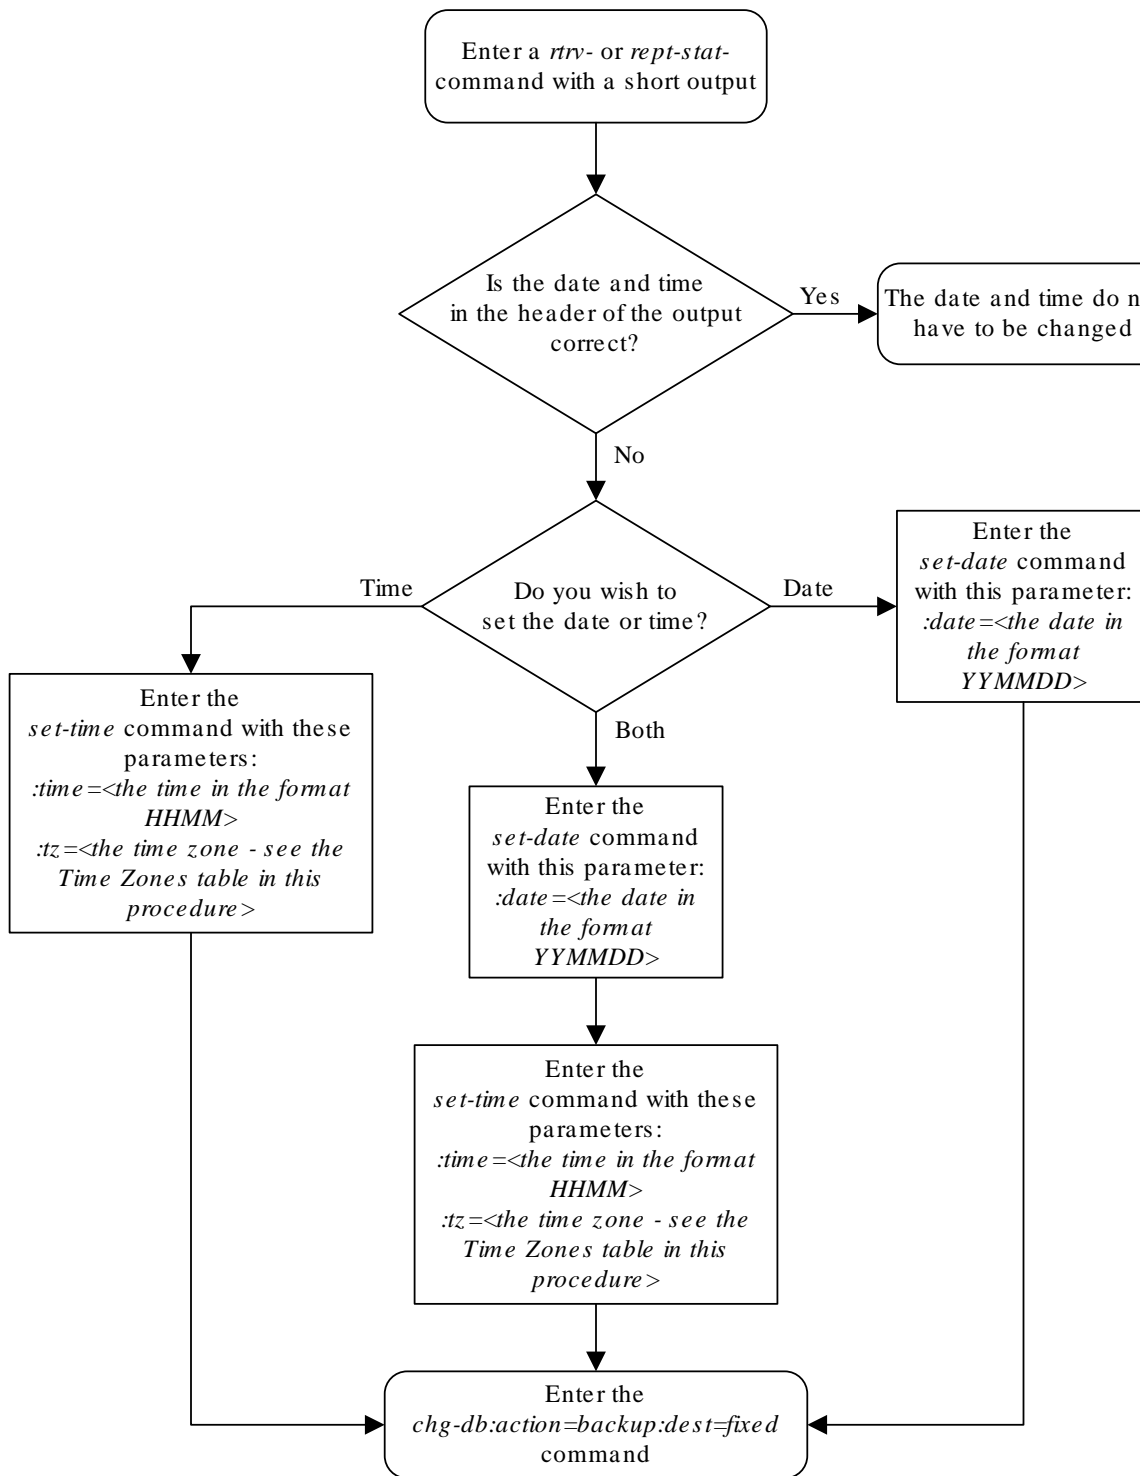 Enter a rtrv- or rept-stat-
command with a short output
Is the date and time
in the header of the output
correct?
Yes
The date and time do
have to be changed
No
Do you wish to
set the date or time?
Time
Date
Both
Enter the
set-date command
with this parameter:
:date=<the date in
the format
YYMMDD>
Enter the
set-time command with these
parameters:
:time=<the time in the format
HHMM>
:tz=<the time zone - see the
Time Zones table in this
procedure>
Enter the
set-date command
with this parameter:
:date=<the date in
the format
YYMMDD>
Enter the
set-time command with these
parameters:
:time=<the time in the format
HHMM>
:tz=<the time zone - see the
Time Zones table in this
procedure>
Enter the
chg-db:action=backup:dest=fixed
command